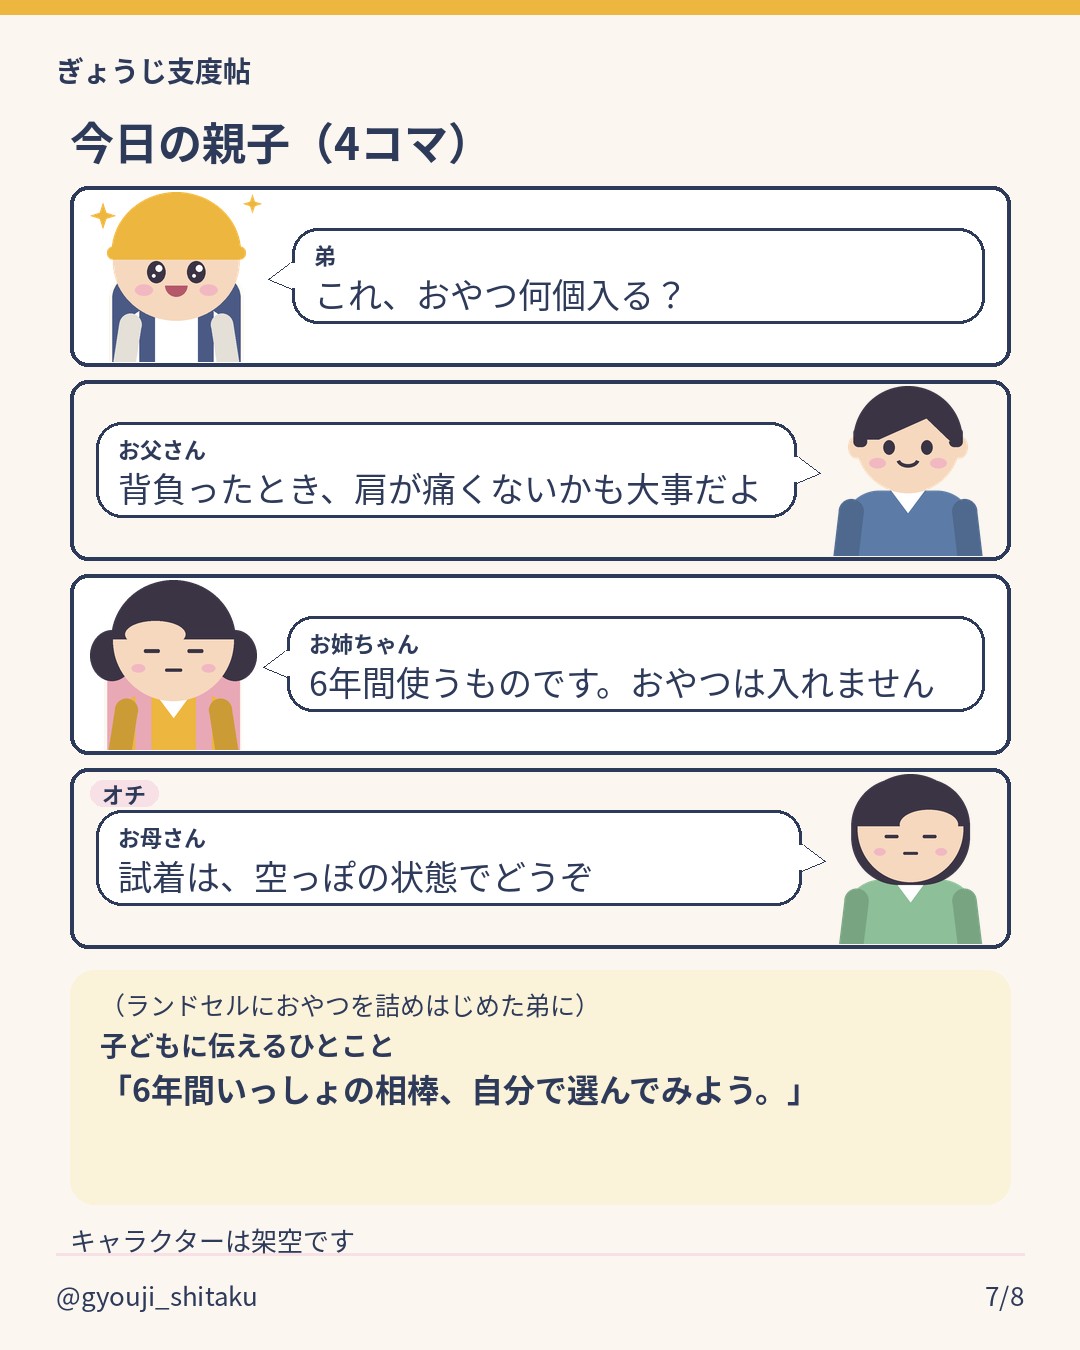 ぎょうじ支度帖
今日の親子（4コマ）
弟
これ、おやつ何個入る？
お父さん
背負ったとき、肩が痛くないかも大事だよ
お姉ちゃん
6年間使うものです。おやつは入れません
オチ
お母さん
試着は、空っぽの状態でどうぞ
（ランドセルにおやつを詰めはじめた弟に）
子どもに伝えるひとこと
「6年間いっしょの相棒、自分で選んでみよう。」
キャラクターは架空です
@gyouji_shitaku
7/8